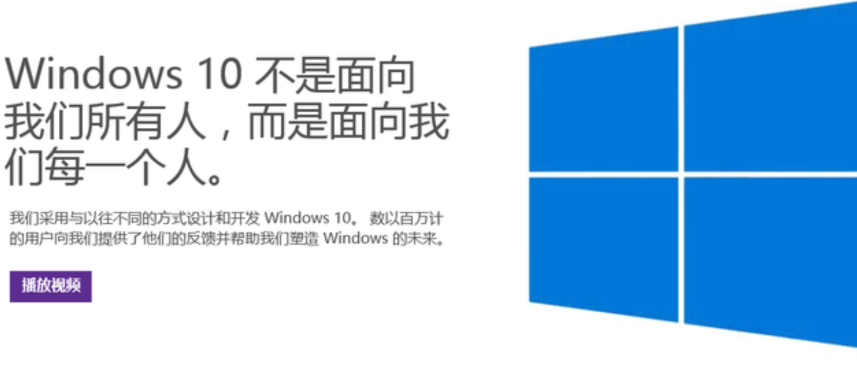 Windows 10 不是面向
我们所有人，而是面向我
们每一个人。
我们采用与以往不同的方式设计和开发 Windows 10。 数以百万计
的用户向我们提供了他们的反馈并帮助我们塑造 Windows 的未来。
播放视频